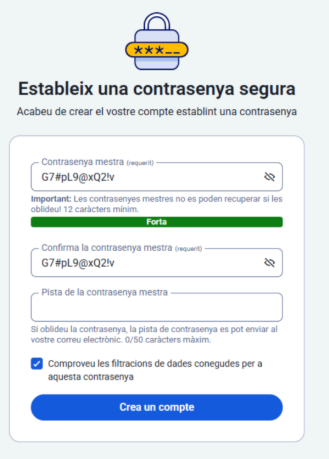 ***__
Estableix una contrasenya segura
Acabeu de crear el vostre compte establint una contrasenya
Contrasenya mestra (requerit)
G7#pL9@xQ2!v
Important: Les contrasenyes mestres no es poden recuperar si les
oblideu! 12 caràcters mínim.
Forta
Confirma la contrasenya mestra (requerit)
G7#pL9@xQ2!v
Pista de la contrasenya mestra
Si oblideu la contrasenya, la pista de contrasenya es pot enviar al
vostre correu electrònic. 0/50 caràcters màxim.
Comproveu les filtracions de dades conegudes per a
aquesta contrasenya
Crea un compte